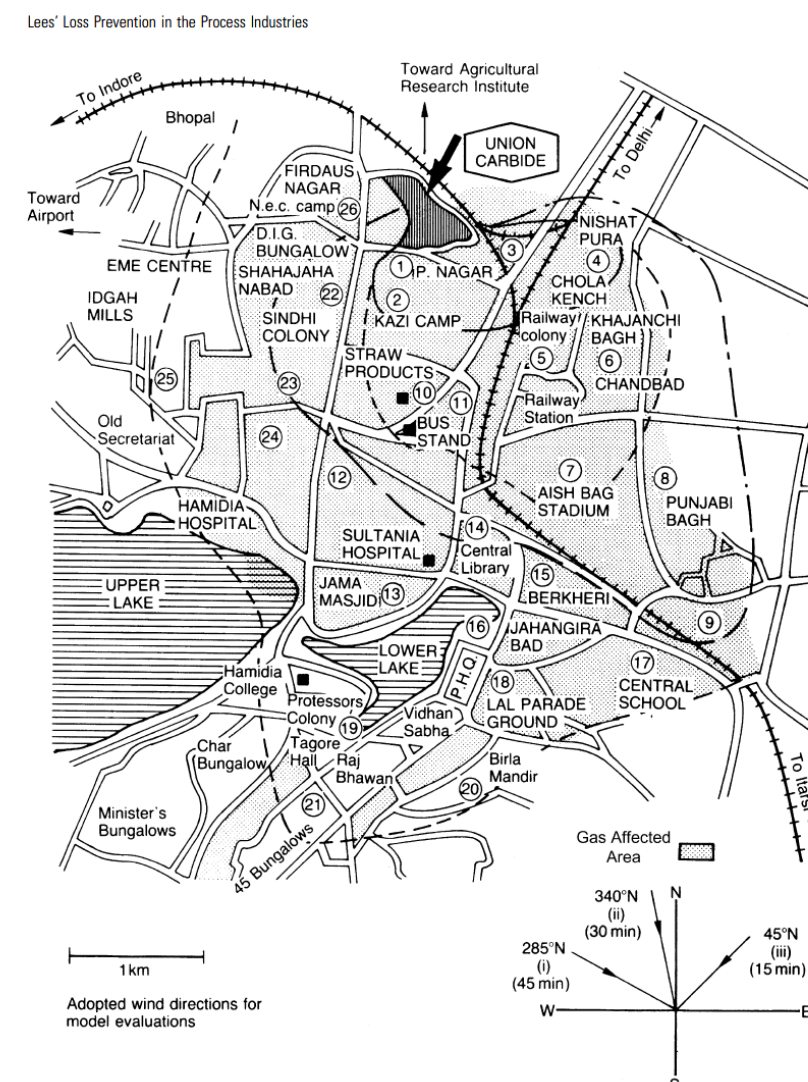 Lees' Loss Prevention in the Process Industries
Toward Agricultural
Research Institute
To Indore
Bhopal
UNION
CARBIDE
To Delhi
FIRDAUS
NAGAR
Toward
Airport
N.e.c. camp 26
NISHAT
PURA
D.I.G.
BUNGALOW
3
4
EME CENTRE
SHAHAJAHA
NABAD
1 P. NAGAR
CHOLA
KENCH
IDGAH
MILLS
22
2
SINDHI
COLONY
KAZI CAMP
Railway
colony
KHAJANCHI
BAGH
STRAW
PRODUCTS
5
6
CHANDBAD
25
23
10
11
Railway
Station
Old
Secretariat
24
BUS
STAND
12
7
8
AISH BAG
STADIUM
PUNJABI
BAGH
HAMIDIA
HOSPITAL
SULTANIA
HOSPITAL
14
Central
Library
UPPER
LAKE
JAMA
MASJID 13
15
BERKHERI
16
9
LOWER
LAKE
JAHANGIRA
BAD
P.H.Q.
17
Hamidia
College
18
CENTRAL
SCHOOL
Protessors
Colony 19
LAL PARADE
GROUND
Vidhan
Sabha
Char
Bungalow
Tagore
Hall
Raj
Bhawan
Birla
Mandir
To Itarsi
20
21
Minister's
Bungalows
45 Bungalows
Gas Affected
Area
340°N
(ii)
(30 min)
N
285°N
(i)
(45 min)
45°N
(iii)
(15 min)
1km
Adopted wind directions for
model evaluations
W
E
S